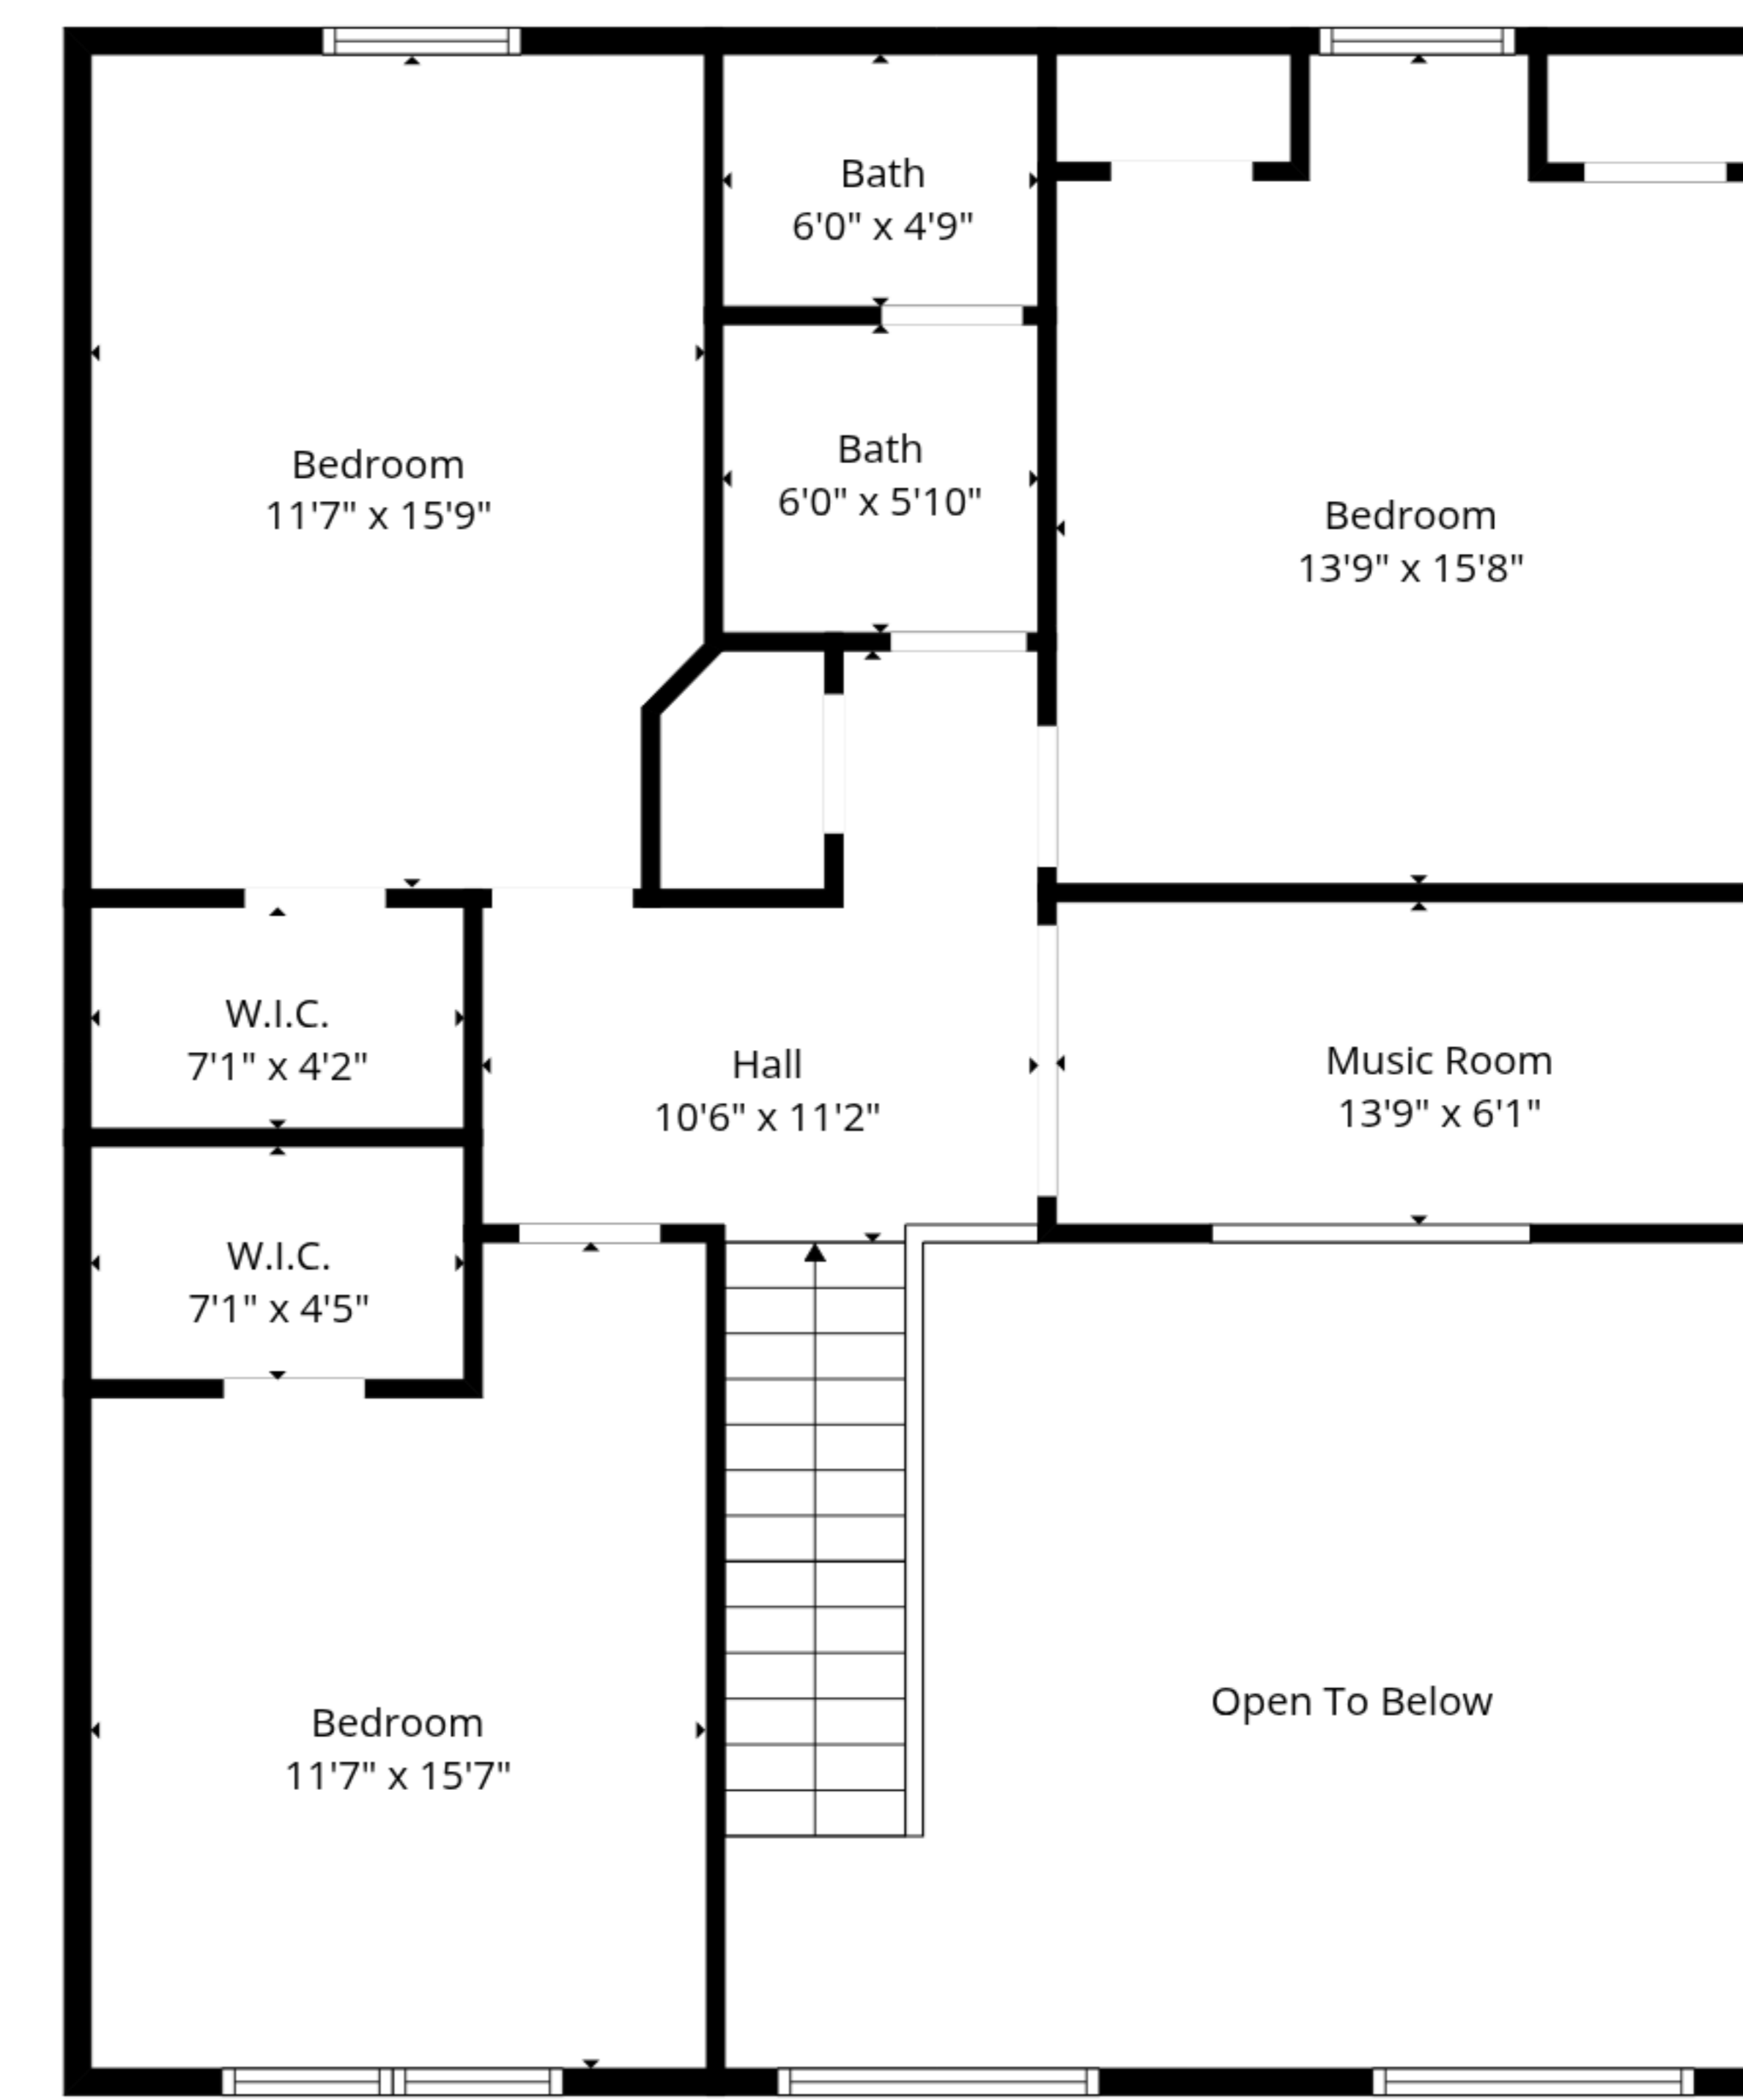 Bath
6'0" x 4'9"
Bath
6'0" x 5'10"
Bedroom
11'7" x 15'9"
Bedroom
13'9" x 15'8"
W.I.C.
7'1" x 4'2"
Hall
10'6" x 11'2"
Music Room
13'9" x 6'1"
W.I.C.
7'1" x 4'5"
Bedroom
11'7" x 15'7"
Open To Below